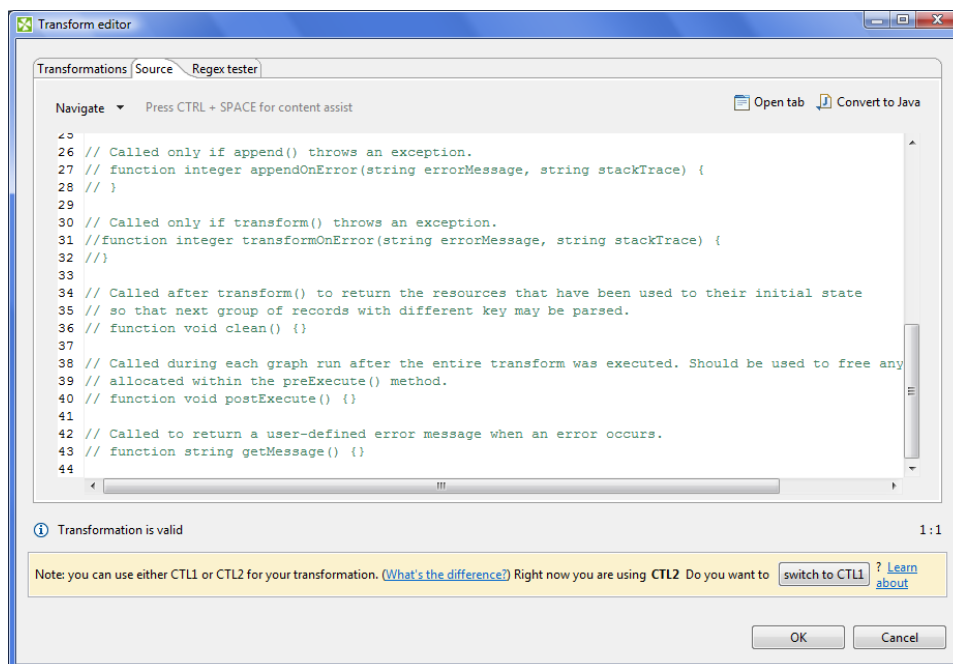 Transform editor
Transformations Source Regex tester
Navigate Press CTRL + SPACE for content assist Open tab Convert to Java
25
26 // Called only if append() throws an exception.
27 // function integer appendOnError(string errorMessage, string stackTrace) {
28 // }
29
30 // Called only if transform() throws an exception.
31 //function integer transformOnError(string errorMessage, string stackTrace) {
32 //}
33
34 // Called after transform() to return the resources that have been used to their initial state
35 // so that next group of records with different key may be parsed.
36 // function void clean() {}
37
38 // Called during each graph run after the entire transform was executed. Should be used to free any
39 // allocated within the preExecute() method.
40 // function void postExecute() {}
41
42 // Called to return a user-defined error message when an error occurs.
43 // function string getMessage() {}
44
Transformation is valid 1 : 1
Note: you can use either CTL1 or CTL2 for your transformation. (What's the difference?) Right now you are using CTL2 Do you want to switch to CTL1 ? Learn
about
OK Cancel